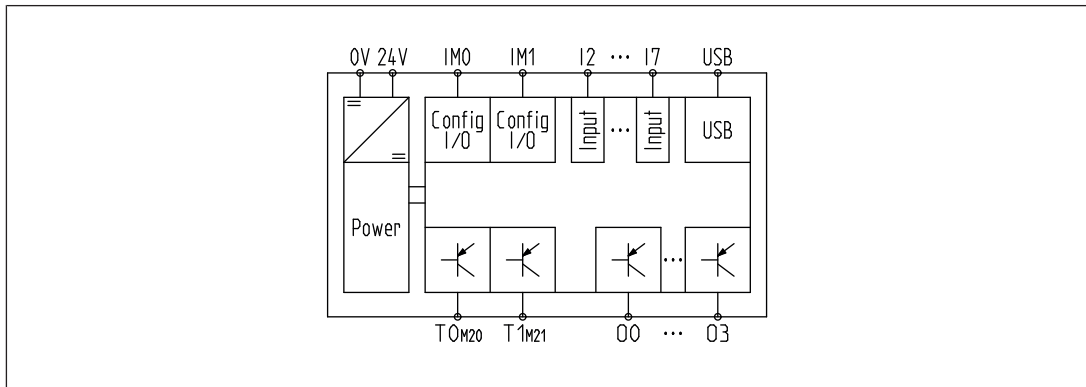 0V 24V IM0 IM1 I2 ··· I7 USB
Config I/O
Config I/O
Input
···
Input
USB
Power
···
T0M20 T1M21 O0 ··· O3